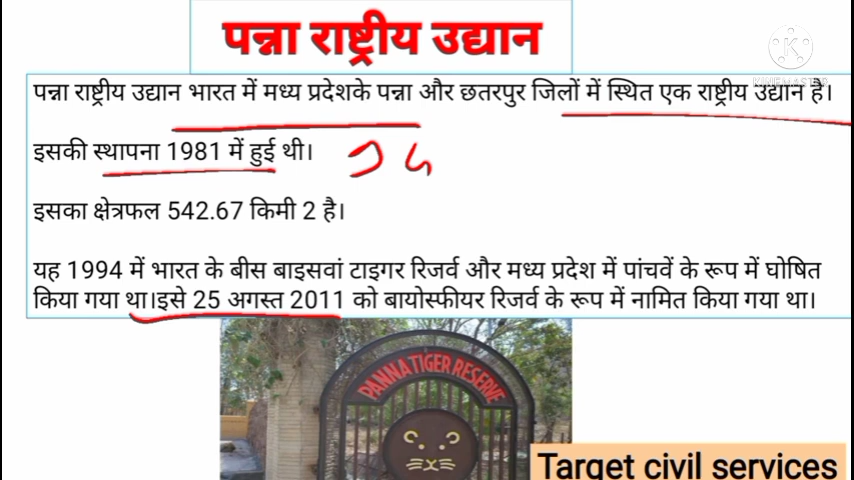 पन्ना राष्ट्रीय उद्यान
KINEMASTER
पन्ना राष्ट्रीय उद्यान भारत में मध्य प्रदेशके पन्ना और छतरपुर जिलों में स्थित एक राष्ट्रीय उद्यान है।
इसकी स्थापना 1981 में हुई थी।
इसका क्षेत्रफल 542.67 किमी 2 है।
यह 1994 में भारत के बीस बाइसवां टाइगर रिजर्व और मध्य प्रदेश में पांचवें के रूप में घोषित
किया गया था।इसे 25 अगस्त 2011 को बायोस्फीयर रिजर्व के रूप में नामित किया गया था।
PANNA TIGER RESERVE
Target civil services